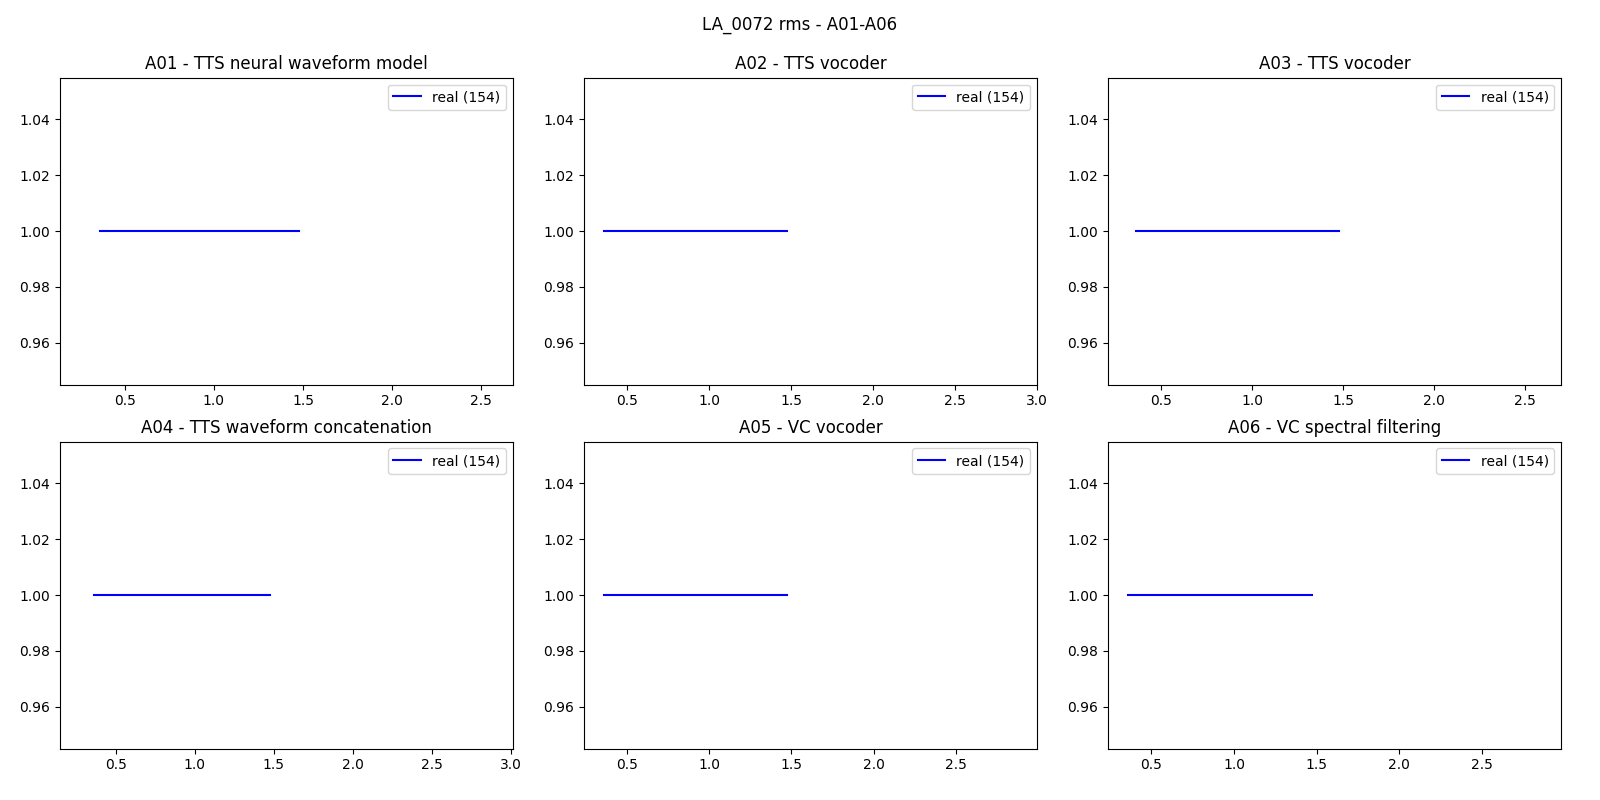 LA_0072 rms - A01-A06
A01 - TTS neural waveform model
real (154)
1.04
1.02
1.00
0.98
0.96
0.5 1.0 1.5 2.0 2.5
A02 - TTS vocoder
real (154)
1.04
1.02
1.00
0.98
0.96
0.5 1.0 1.5 2.0 2.5 3.0
A03 - TTS vocoder
real (154)
1.04
1.02
1.00
0.98
0.96
0.5 1.0 1.5 2.0 2.5
A04 - TTS waveform concatenation
real (154)
1.04
1.02
1.00
0.98
0.96
0.5 1.0 1.5 2.0 2.5 3.0
A05 - VC vocoder
real (154)
1.04
1.02
1.00
0.98
0.96
0.5 1.0 1.5 2.0 2.5
A06 - VC spectral filtering
real (154)
1.04
1.02
1.00
0.98
0.96
0.5 1.0 1.5 2.0 2.5